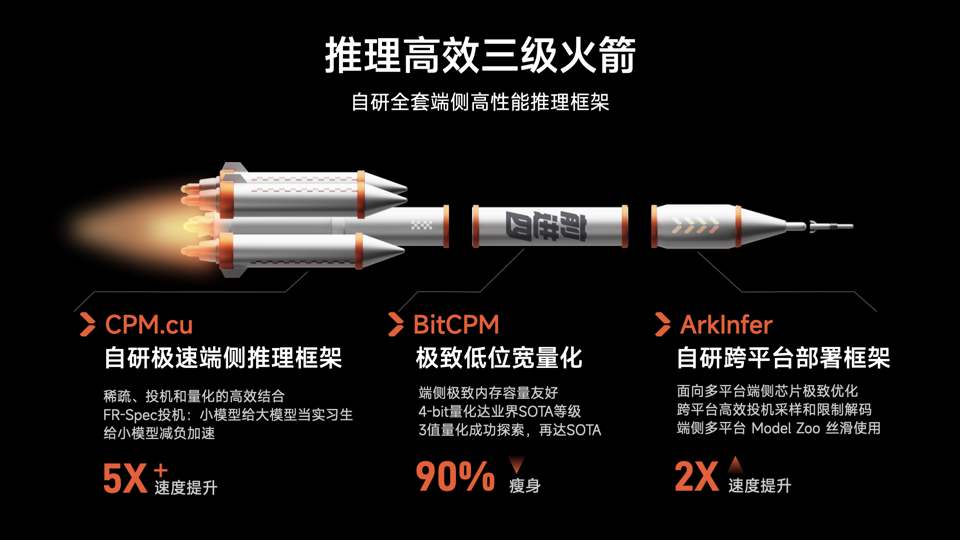 推理高效三级火箭
自研全套端侧高性能推理框架
前进四
CPM.cu
自研极速端侧推理框架
稀疏、投机和量化的高效结合
FR-Spec投机：小模型给大模型当实习生
给小模型减负加速
5X+
速度提升
BitCPM
极致低位宽量化
端侧极致内存容量友好
4-bit量化达业界SOTA等级
3值量化成功探索，再达SOTA
90%
瘦身
ArkInfer
自研跨平台部署框架
面向多平台端侧芯片极致优化
跨平台高效投机采样和限制解码
端侧多平台 Model Zoo 丝滑使用
2X
速度提升